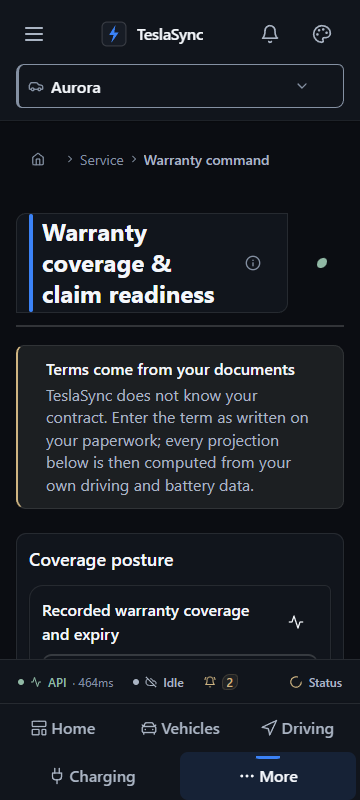 TeslaSync
Aurora
Service
Warranty command
Warranty
coverage &
claim readiness
Terms come from your documents
TeslaSync does not know your
contract. Enter the term as written on
your paperwork; every projection
below is then computed from your
own driving and battery data.
Coverage posture
Recorded warranty coverage
and expiry
API · 464ms
Idle
2
Status
Home
Vehicles
Driving
Charging
More